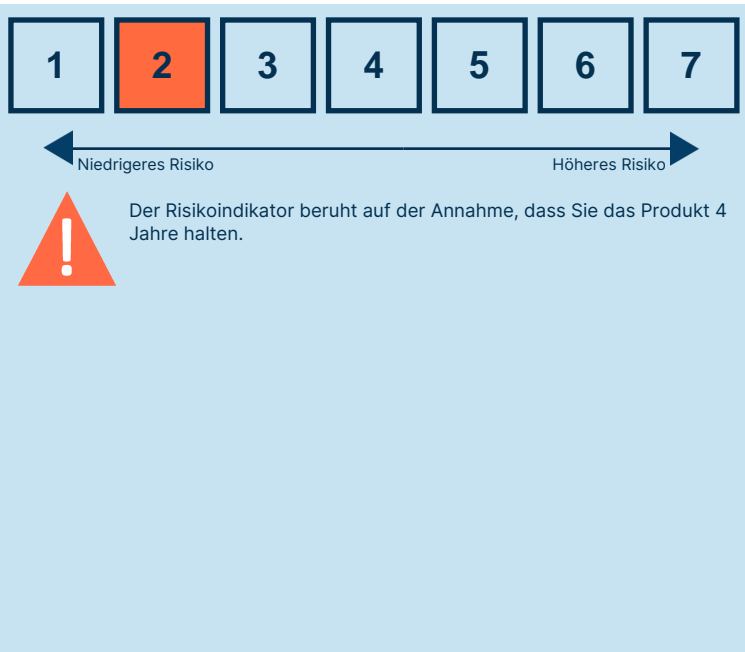 1 2 3 4 5 6 7
Niedrigeres Risiko Höheres Risiko
Der Risikoindikator beruht auf der Annahme, dass Sie das Produkt 4
Jahre halten.